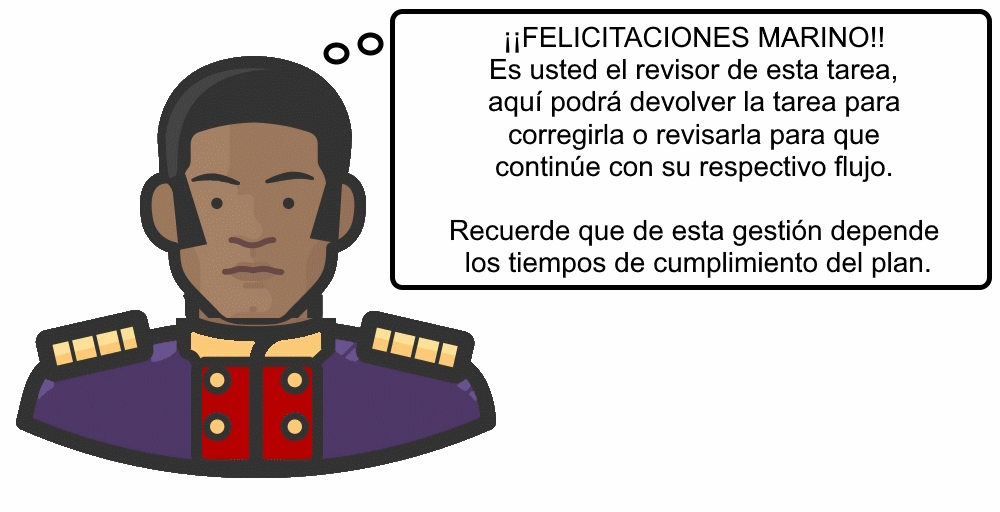 ¡¡FELICITACIONES MARINO!!
Es usted el revisor de esta tarea,
aquí podrá devolver la tarea para
corregirla o revisarla para que
continúe con su respectivo flujo.
Recuerde que de esta gestión depende
los tiempos de cumplimiento del plan.